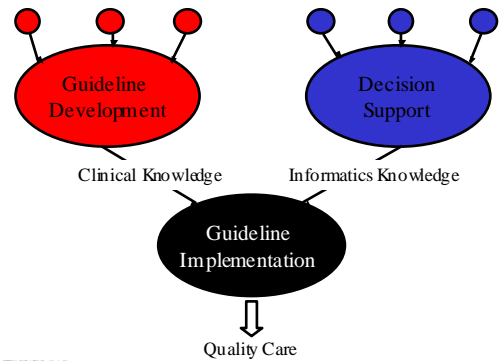 Guideline
Development
Decision
Support
Clinical Knowledge
Informatics Knowledge
Guideline
Implementation
Quality Care